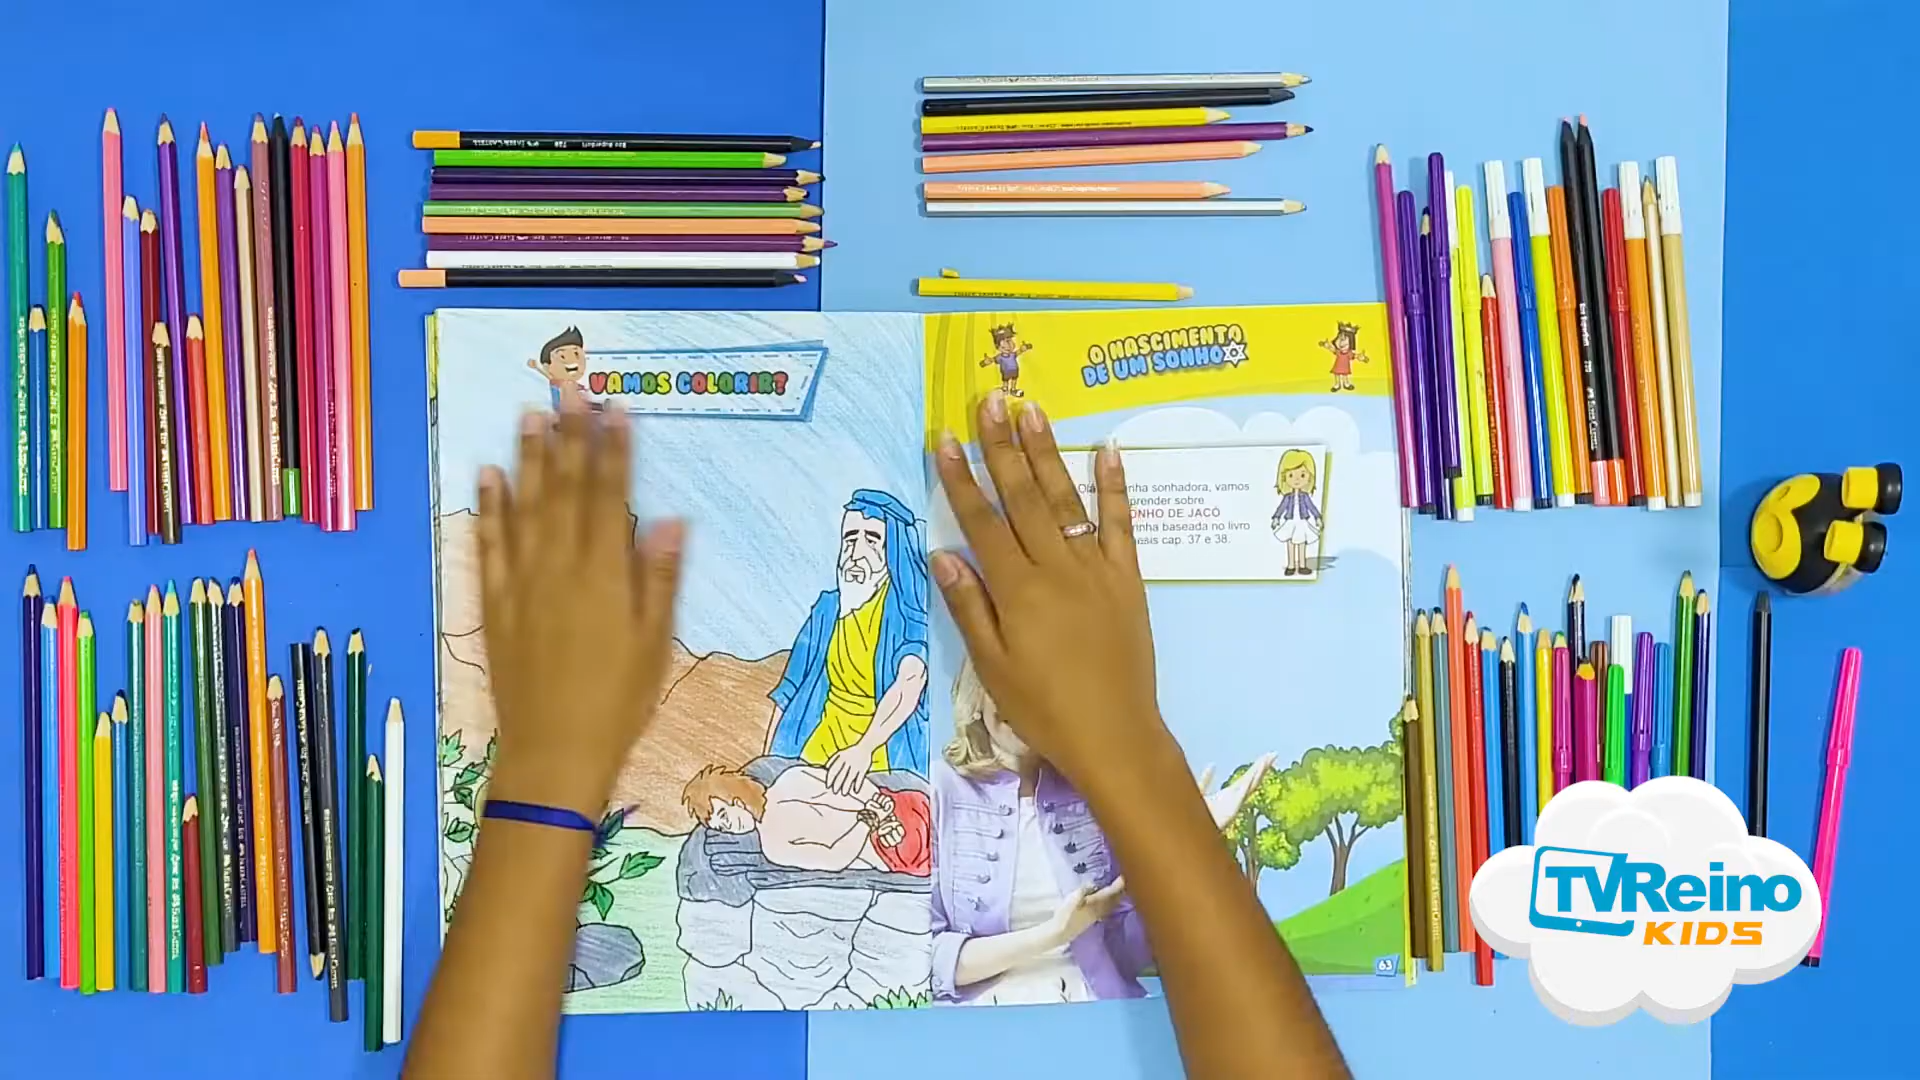 VAMOS COLORIR?
O NASCIMENTO
DE UM SONHO
Olá
nha sonhadora, vamos
prender sobre
ONHO DE JACÓ
rinha baseada no livro
esis cap. 37 e 38.
63
TVReino
KIDS